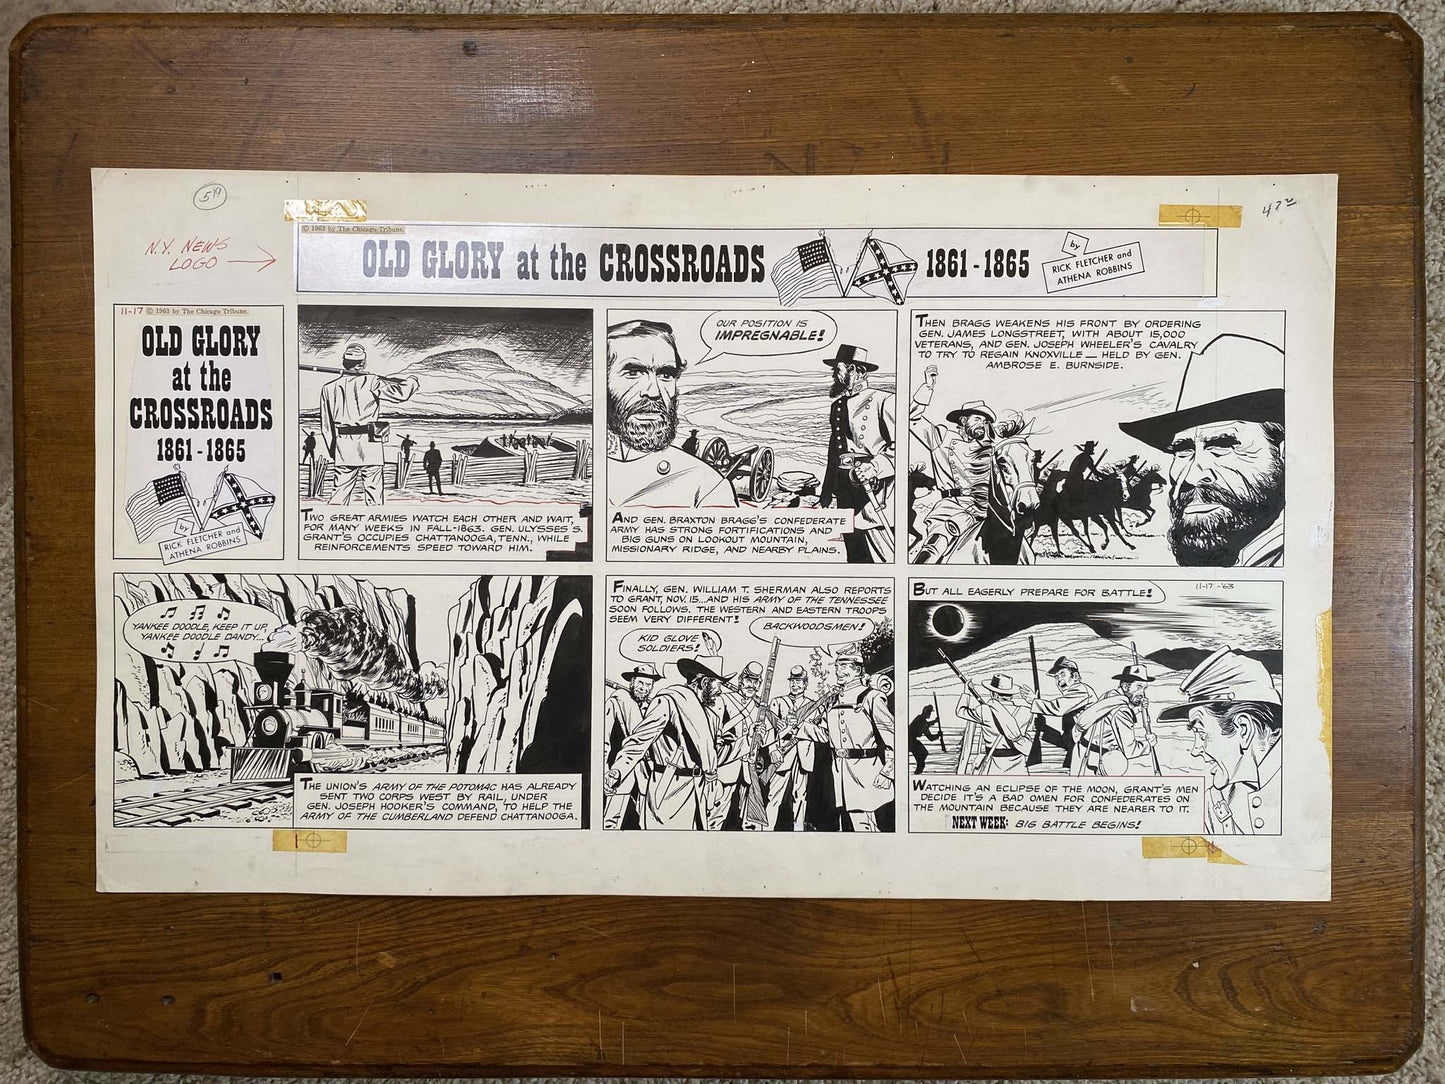 519
47
N.Y. NEWS
LOGO
© 1963 by The Chicago Tribune.
OLD GLORY at the CROSSROADS
1861-1865
by
RICK FLETCHER and
ATHENA ROBBINS
11-17 © 1963 by The Chicago Tribune.
OLD GLORY
at the
CROSSROADS
1861-1865
by
RICK FLETCHER and
ATHENA ROBBINS
TWO GREAT ARMIES WATCH EACH OTHER AND WAIT,
FOR MANY WEEKS IN FALL-1863. GEN. ULYSSES S.
GRANT'S OCCUPIES CHATTANOOGA, TENN., WHILE
REINFORCEMENTS SPEED TOWARD HIM.
OUR POSITION IS
IMPREGNABLE!
AND GEN. BRAXTON BRAGG'S CONFEDERATE
ARMY HAS STRONG FORTIFICATIONS AND
BIG GUNS ON LOOKOUT MOUNTAIN,
MISSIONARY RIDGE, AND NEARBY PLAINS.
THEN BRAGG WEAKENS HIS FRONT BY ORDERING
GEN. JAMES LONGSTREET, WITH ABOUT 15,000
VETERANS, AND GEN. JOSEPH WHEELER'S CAVALRY
TO TRY TO REGAIN KNOXVILLE — HELD BY GEN.
AMBROSE E. BURNSIDE.
YANKEE DOODLE, KEEP IT UP,
YANKEE DOODLE DANDY...
THE UNION'S ARMY OF THE POTOMAC HAS ALREADY
SENT TWO CORPS WEST BY RAIL, UNDER
GEN. JOSEPH HOOKER'S COMMAND, TO HELP THE
ARMY OF THE CUMBERLAND DEFEND CHATTANOOGA.
FINALLY, GEN. WILLIAM T. SHERMAN ALSO REPORTS
TO GRANT, NOV. 15...AND HIS ARMY OF THE TENNESSEE
SOON FOLLOWS. THE WESTERN AND EASTERN TROOPS
SEEM VERY DIFFERENT!
KID GLOVE
SOLDIERS!
BACKWOODSMEN!
BUT ALL EAGERLY PREPARE FOR BATTLE!
11-17-'63
WATCHING AN ECLIPSE OF THE MOON, GRANT'S MEN
DECIDE IT'S A BAD OMEN FOR CONFEDERATES ON
THE MOUNTAIN BECAUSE THEY ARE NEARER TO IT.
NEXT WEEK: BIG BATTLE BEGINS!